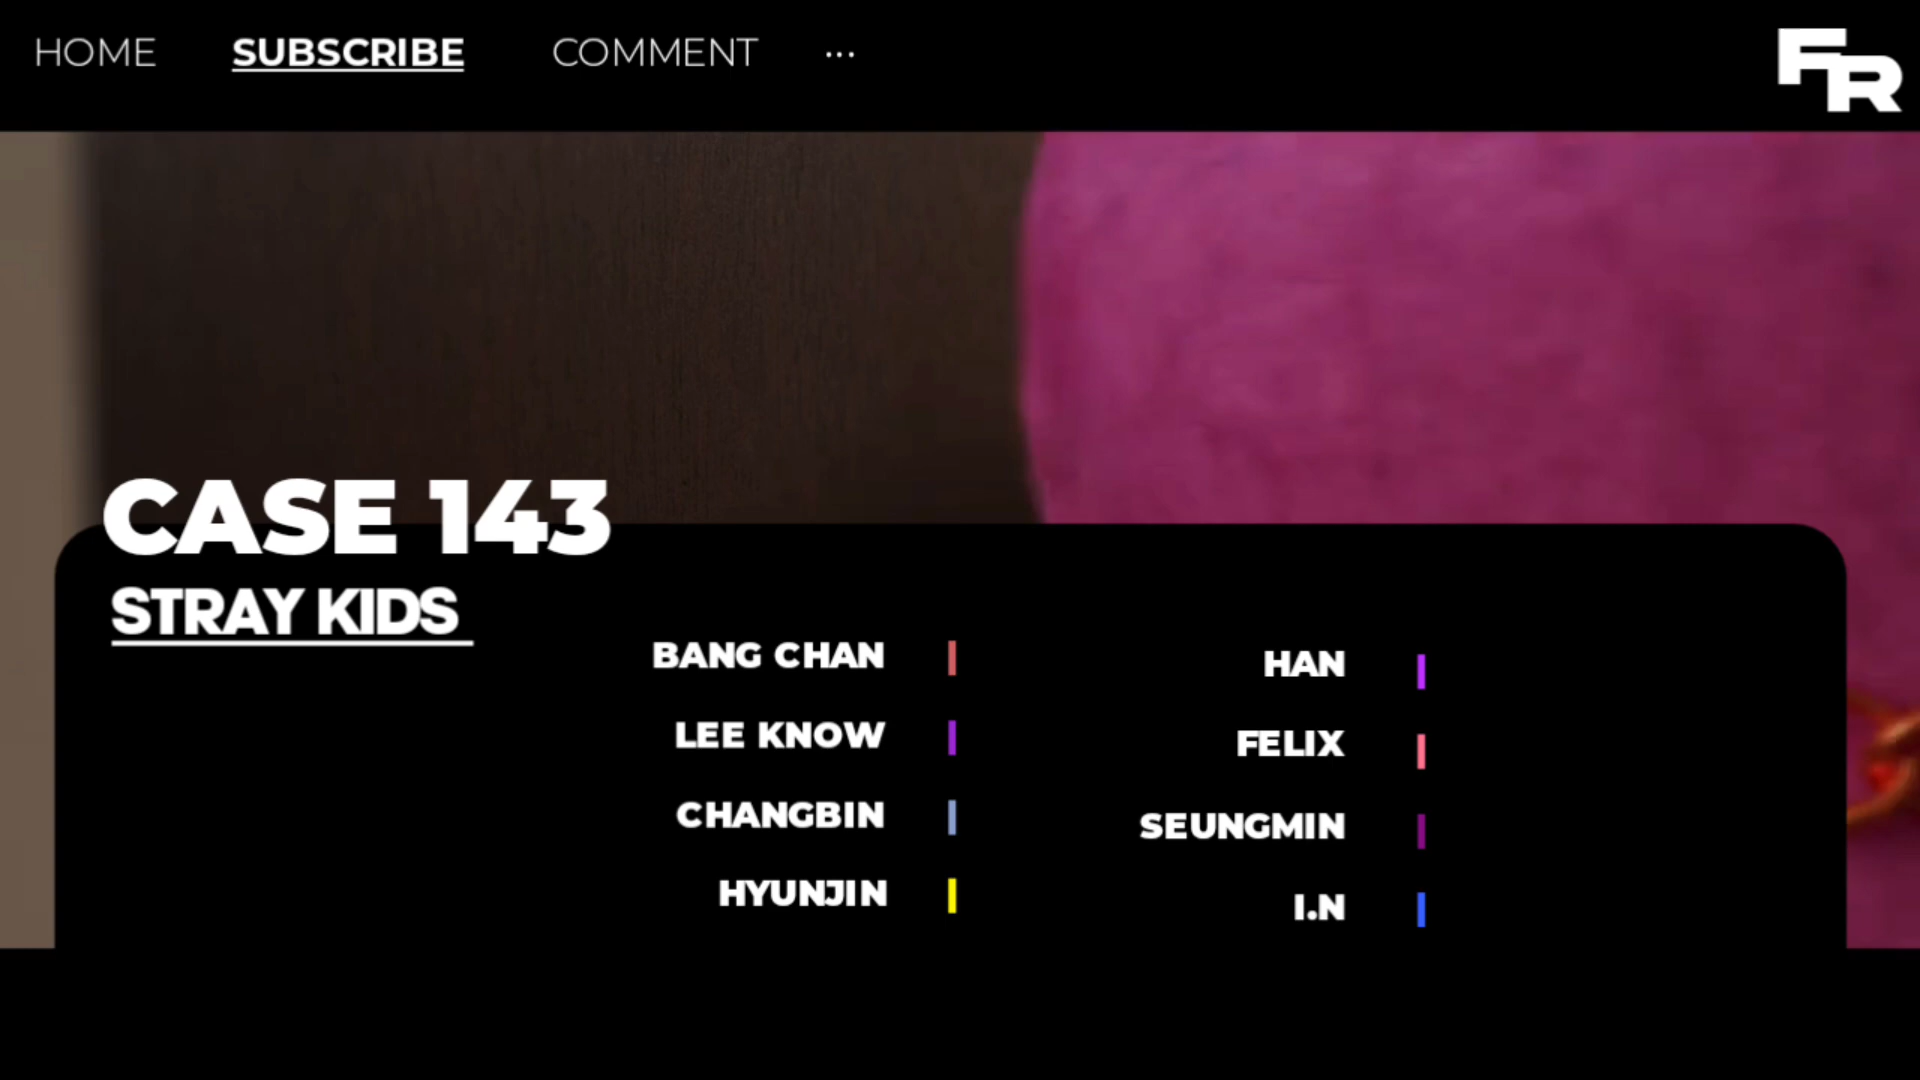 HOME SUBSCRIBE COMMENT ...
FR
CASE 143
STRAY KIDS
BANG CHAN
LEE KNOW
CHANGBIN
HYUNJIN
HAN
FELIX
SEUNGMIN
I.N